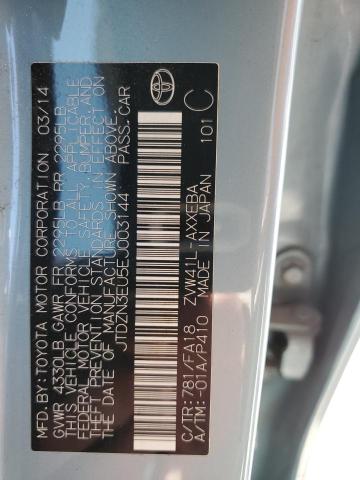 MFD.BY:TOYOTA MOTOR CORPORATION 03/14
GVWR 4330LB GAWR FR 2295LB RR 2295LB
THIS VEHICLE CONFORMS TO ALL APPLICABLE
FEDERAL MOTOR VEHICLE SAFETY, BUMPER, AND
THEFT PREVENTION STANDARDS IN EFFECT ON
THE DATE OF MANUFACTURE SHOWN ABOVE.
JTDZN3EU5EJ003144 PASS.CAR
ZVW41L-AXXEBA
C/TR:781/FA18 MADE IN JAPAN
A/TM:-01A/P410 101 C